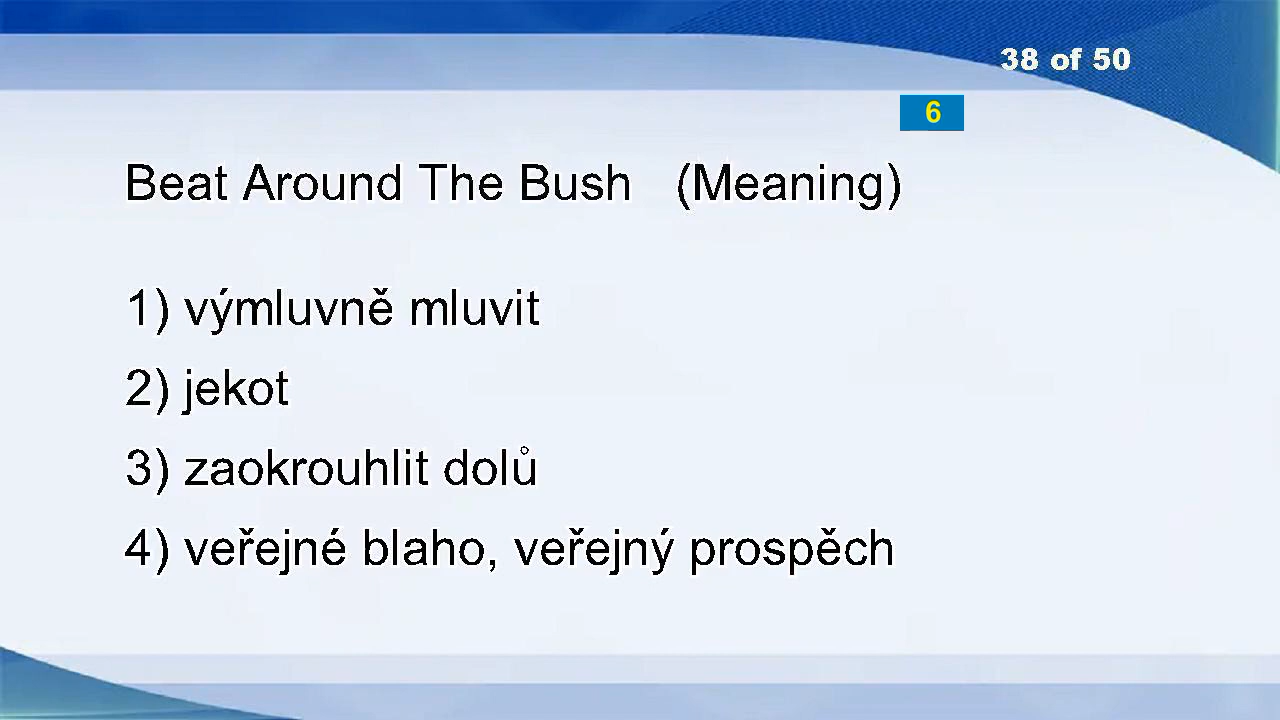 38 of 50
6
Beat Around The Bush (Meaning)
1) výmluvně mluvit
2) jekot
3) zaokrouhlit dolů
4) veřejné blaho, veřejný prospěch